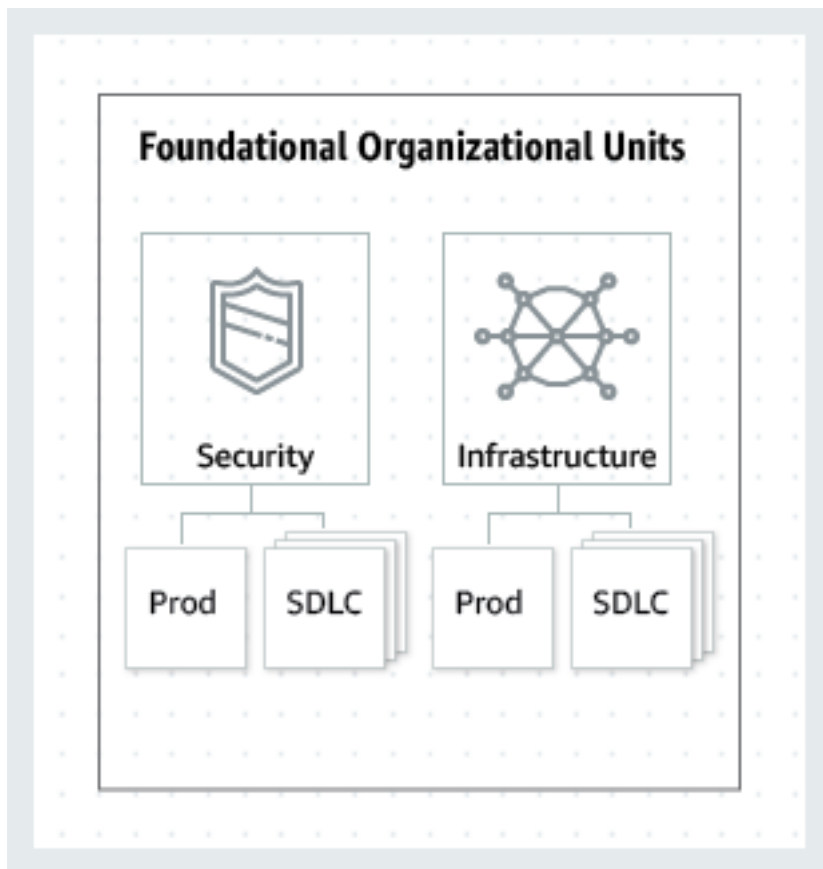 Foundational Organizational Units
Security
Infrastructure
Prod
SDLC
Prod
SDLC